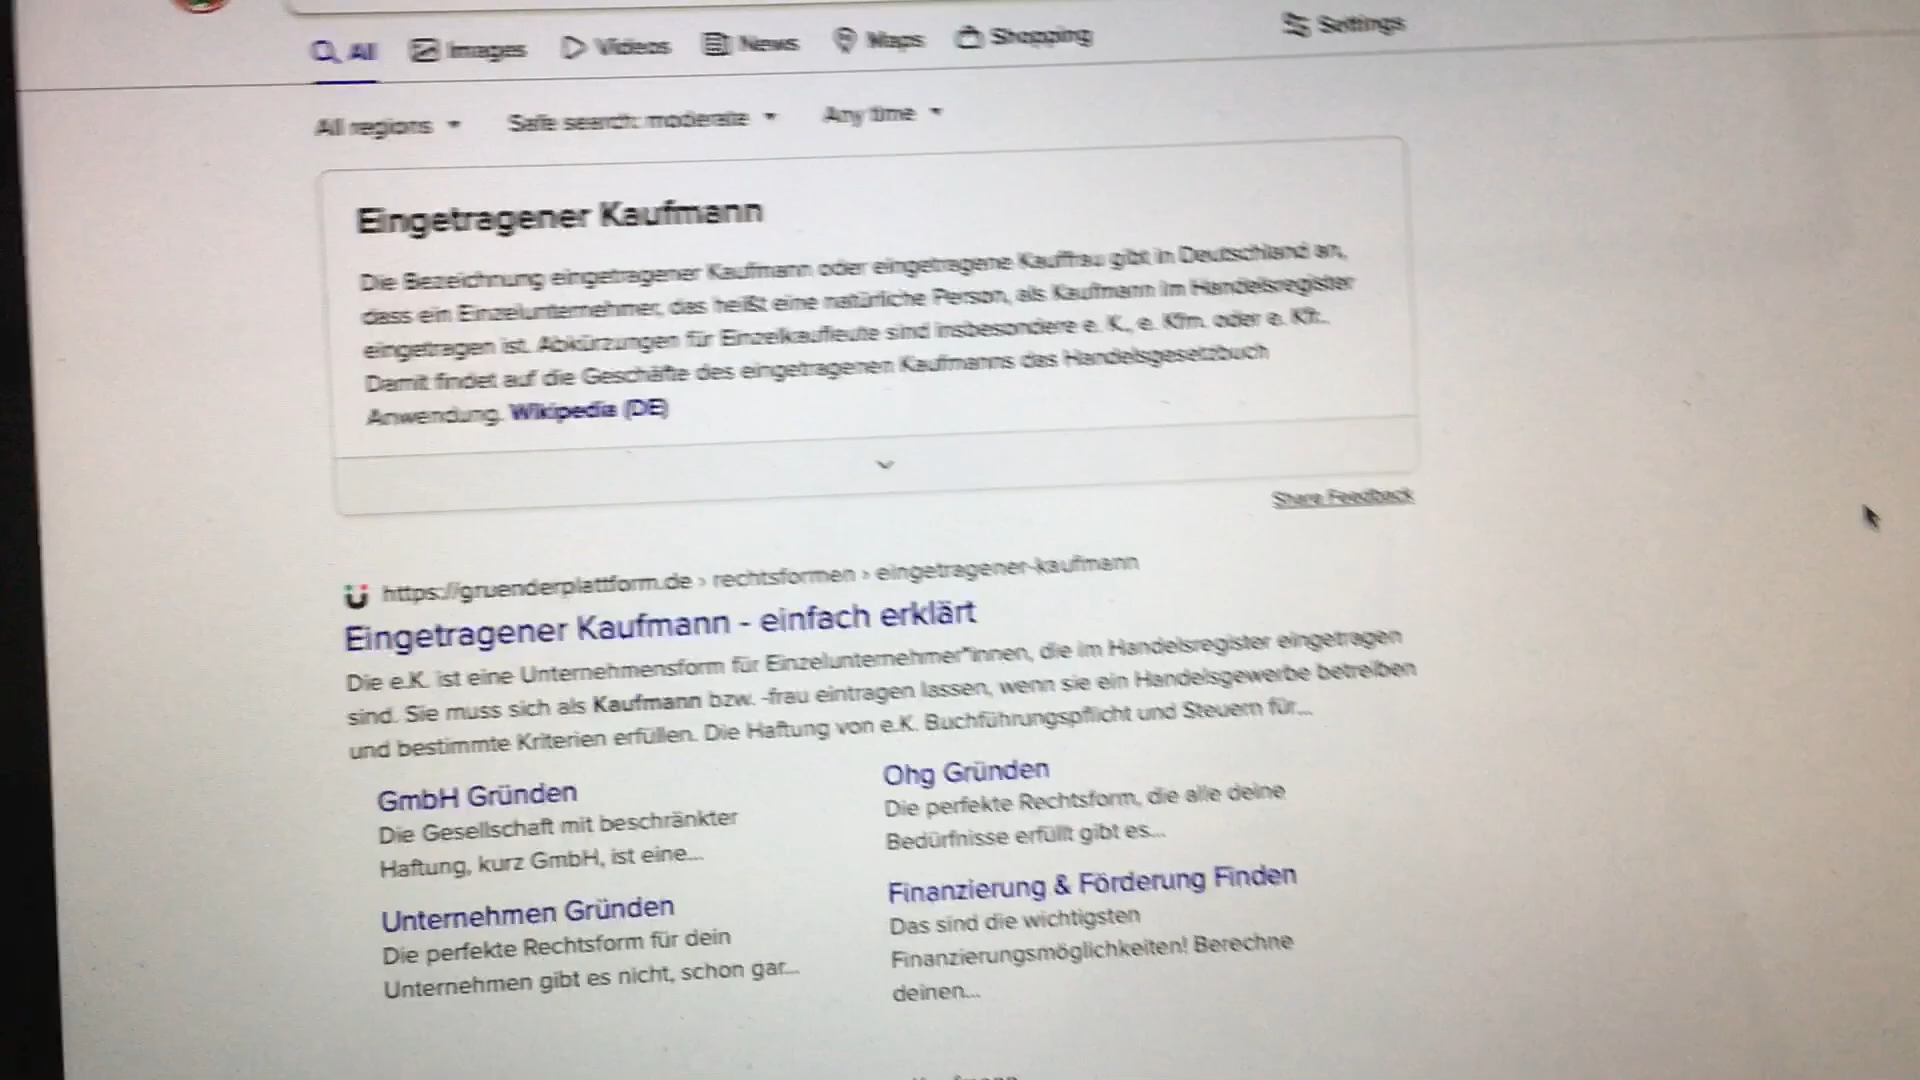 All
Images
Videos
News
Maps
Shopping
Settings
All regions
Safe search: moderate
Any time
Eingetragener Kaufmann
Die Bezeichnung eingetragener Kaufmann oder eingetragene Kauffrau gibt in Deutschland an,
dass ein Einzelunternehmer, das heißt eine natürliche Person, als Kaufmann im Handelsregister
eingetragen ist. Abkürzungen für Einzelkaufleute sind insbesondere e. K., e. Kfm. oder e. Kfr..
Damit findet auf die Geschäfte des eingetragenen Kaufmanns das Handelsgesetzbuch
Anwendung. Wikipedia (DE)
Share Feedback
https://gruenderplattform.de › rechtsformen › eingetragener-kaufmann
Eingetragener Kaufmann - einfach erklärt
Die e.K. ist eine Unternehmensform für Einzelunternehmer*innen, die im Handelsregister eingetragen
sind. Sie muss sich als Kaufmann bzw. -frau eintragen lassen, wenn sie ein Handelsgewerbe betreiben
und bestimmte Kriterien erfüllen. Die Haftung von e.K. Buchführungspflicht und Steuern für...
GmbH Gründen
Die Gesellschaft mit beschränkter
Haftung, kurz GmbH, ist eine...
Ohg Gründen
Die perfekte Rechtsform, die alle deine
Bedürfnisse erfüllt gibt es...
Unternehmen Gründen
Die perfekte Rechtsform für dein
Unternehmen gibt es nicht, schon gar...
Finanzierung & Förderung Finden
Das sind die wichtigsten
Finanzierungsmöglichkeiten! Berechne
deinen...